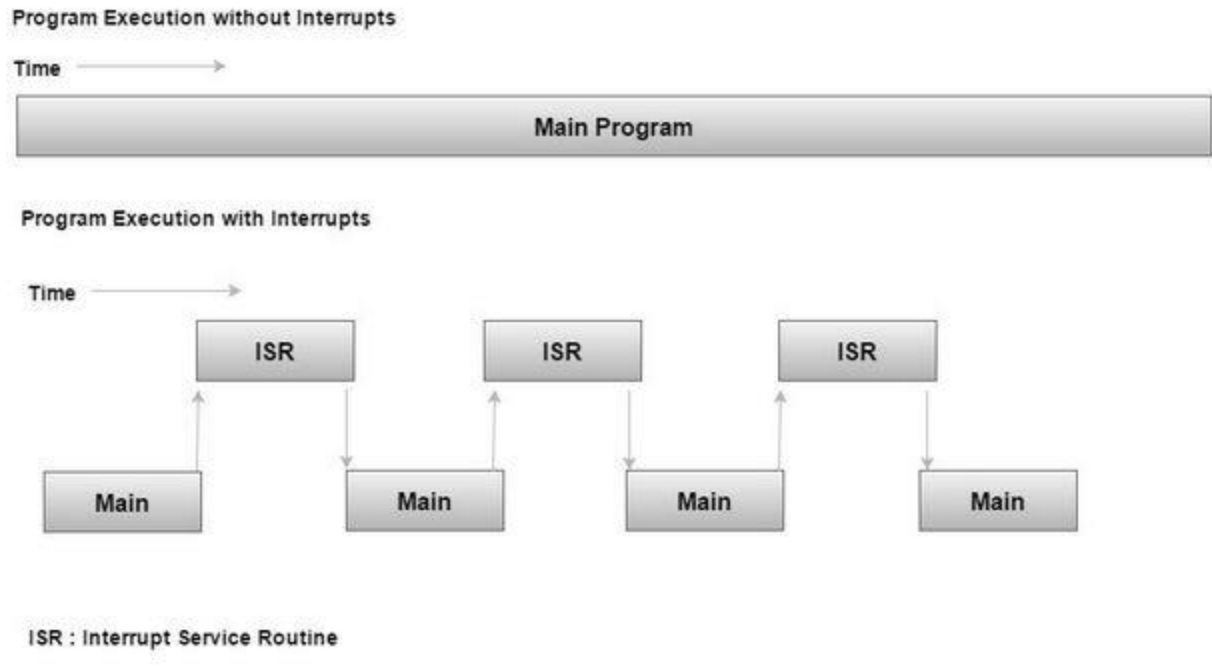 Program Execution without Interrupts
Time
Main Program
Program Execution with Interrupts
Time
ISR ISR ISR
Main Main Main Main
ISR : Interrupt Service Routine